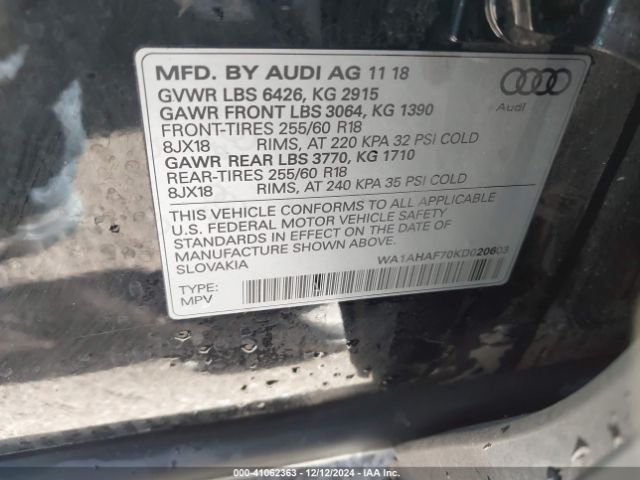 MFD. BY AUDI AG 11 18
GVWR LBS 6426, KG 2915
GAWR FRONT LBS 3064, KG 1390
FRONT-TIRES 255/60 R18
8JX18 RIMS, AT 220 KPA 32 PSI COLD
GAWR REAR LBS 3770, KG 1710
REAR-TIRES 255/60 R18
8JX18 RIMS, AT 240 KPA 35 PSI COLD
Audi
THIS VEHICLE CONFORMS TO ALL APPLICABLE
U.S. FEDERAL MOTOR VEHICLE SAFETY
STANDARDS IN EFFECT ON THE DATE OF
MANUFACTURE SHOWN ABOVE.
SLOVAKIA
WA1AHAF70KD020603
TYPE:
MPV
000-41062363 - 12/12/2024 - IAAI.CA